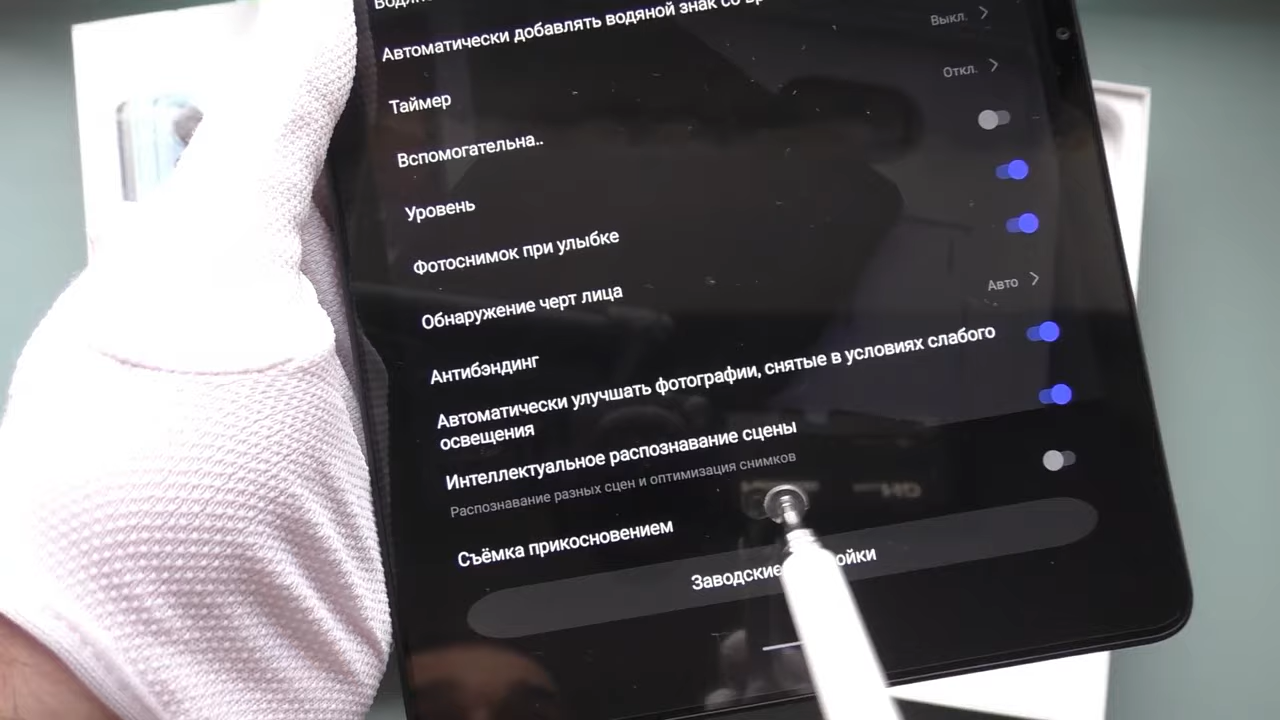 Автоматически добавлять водяной знак со
Выкл.
Таймер
Откл.
Вспомогательна..
Уровень
Фотоснимок при улыбке
Обнаружение черт лица
Антибэндинг
Авто
Автоматически улучшать фотографии, снятые в условиях слабого
освещения
Интеллектуальное распознавание сцены
Распознавание разных сцен и оптимизация снимков
Съёмка прикосновением
Заводские